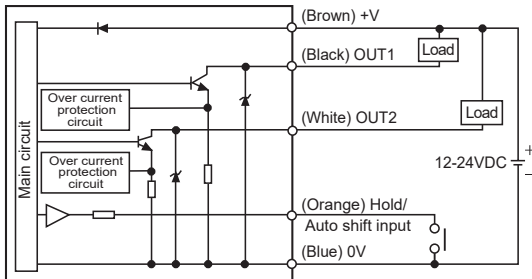 (Brown) +V
(Black) OUT1
Load
Main circuit
Over current
protection
circuit
(White) OUT2
Load
Over current
protection
circuit
12-24VDC
+
−
(Orange) Hold/
Auto shift input
(Blue) 0V